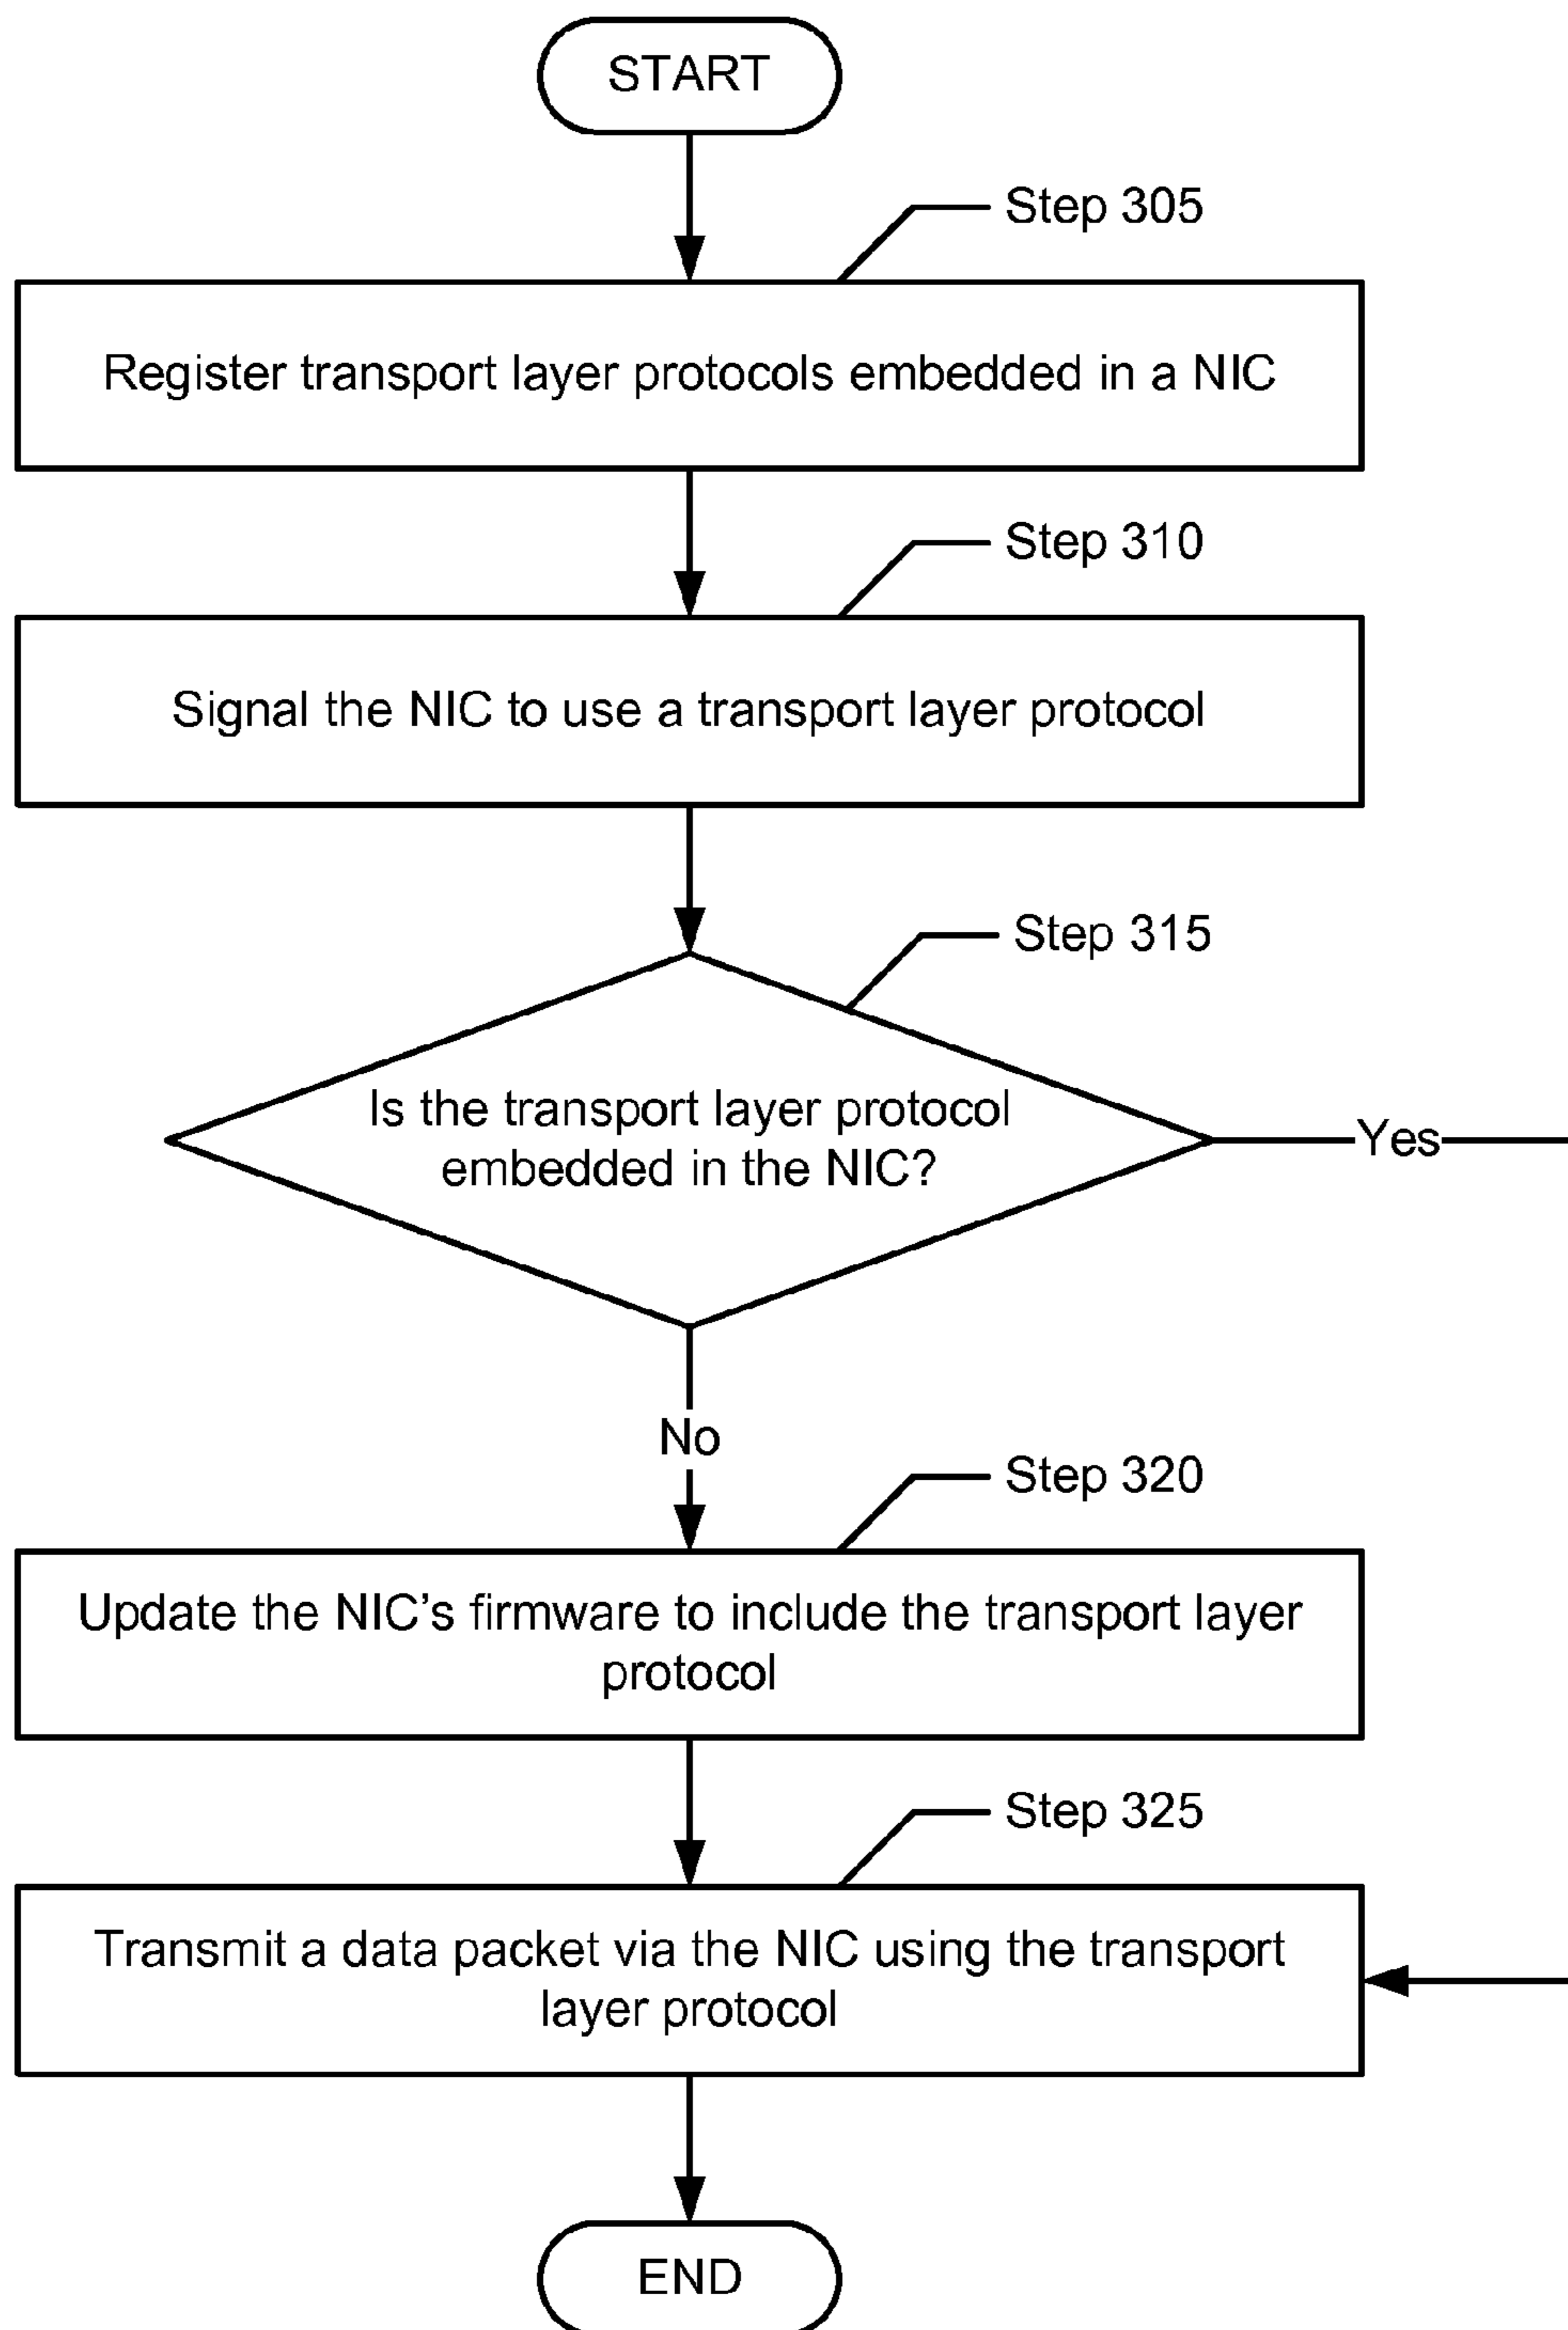 START
Step 305
Register transport layer protocols embedded in a NIC
Step 310
Signal the NIC to use a transport layer protocol
Step 315
Is the transport layer protocol
embedded in the NIC?
Yes
No
Step 320
Update the NIC’s firmware to include the transport layer
protocol
Step 325
Transmit a data packet via the NIC using the transport
layer protocol
END